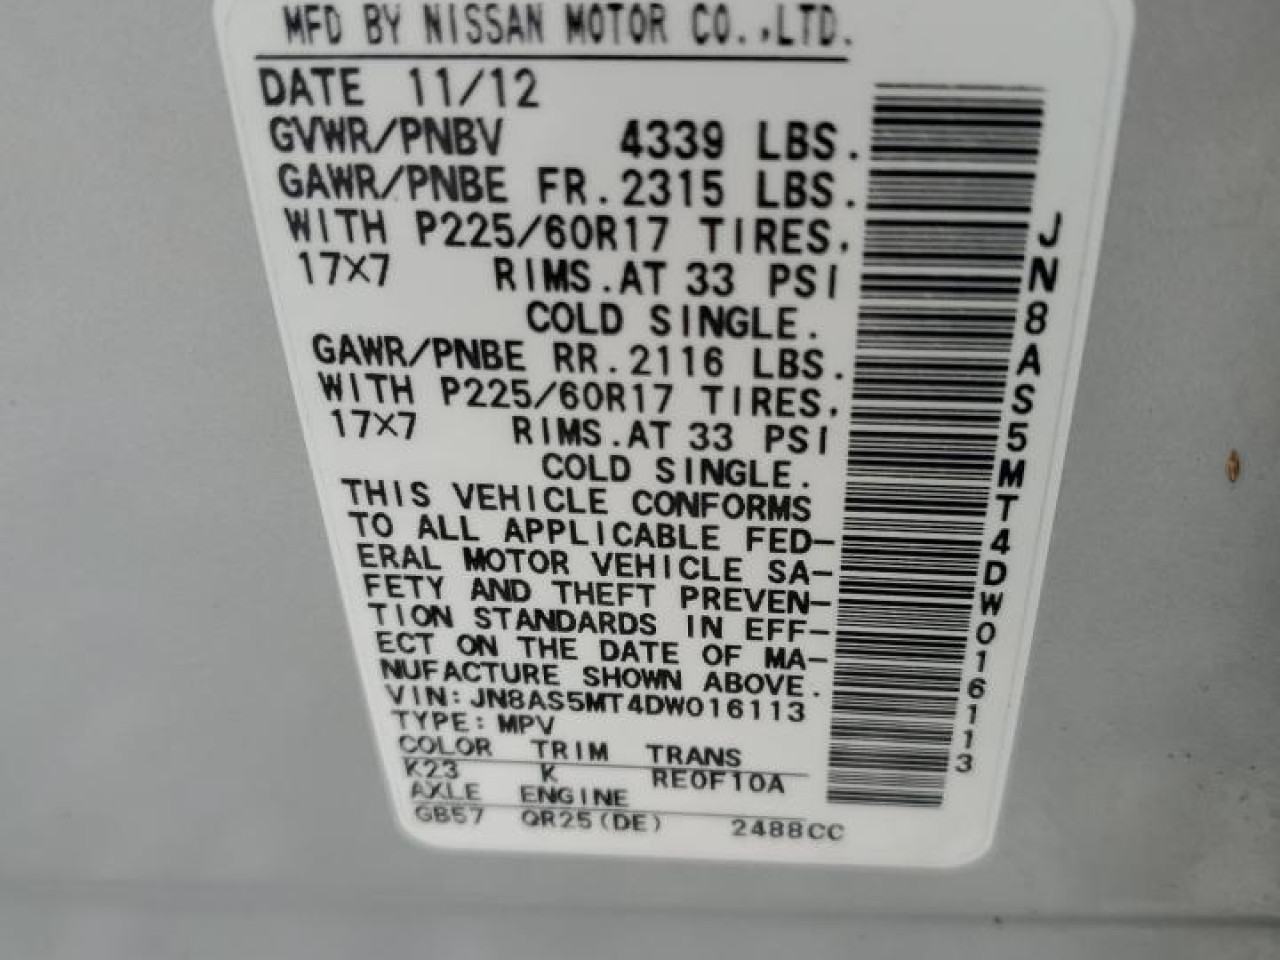 MFD BY NISSAN MOTOR CO.,LTD.
DATE 11/12
GVWR/PNBV 4339 LBS.
GAWR/PNBE FR.2315 LBS.
WITH P225/60R17 TIRES,
17X7 RIMS.AT 33 PSI
COLD SINGLE.
GAWR/PNBE RR.2116 LBS.
WITH P225/60R17 TIRES,
17X7 RIMS.AT 33 PSI
COLD SINGLE.
THIS VEHICLE CONFORMS
TO ALL APPLICABLE FED-
ERAL MOTOR VEHICLE SA-
FETY AND THEFT PREVEN-
TION STANDARDS IN EFF-
ECT ON THE DATE OF MA-
NUFACTURE SHOWN ABOVE.
VIN:JN8AS5MT4DW016113
TYPE:MPV
COLOR TRIM TRANS
K23 K RE0F10A
AXLE ENGINE
GB57 QR25(DE) 2488CC
JN8AS5MT4DW016113